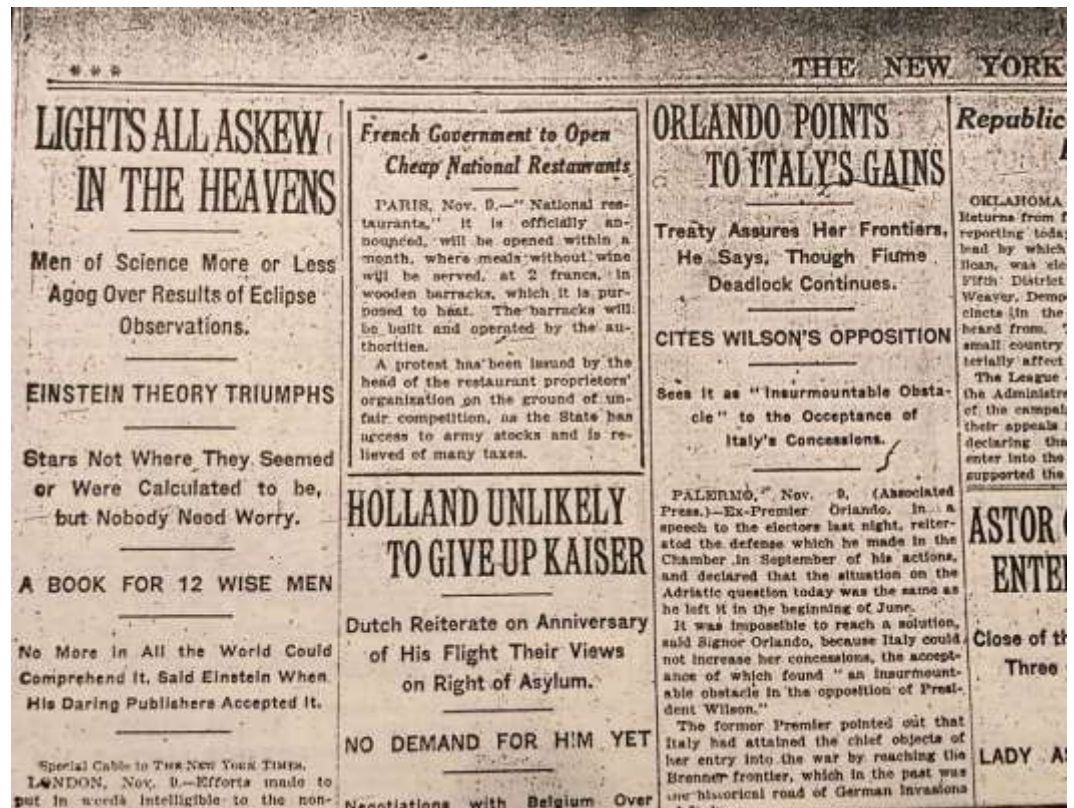 * * *
THE NEW YORK
LIGHTS ALL ASKEW
IN THE HEAVENS
Men of Science More or Less
Agog Over Results of Eclipse
Observations.
EINSTEIN THEORY TRIUMPHS
Stars Not Where They Seemed
or Were Calculated to be,
but Nobody Need Worry.
A BOOK FOR 12 WISE MEN
No More in All the World Could
Comprehend It, Said Einstein When
His Daring Publishers Accepted It.
Special Cable to THE NEW YORK TIMES.
LONDON, Nov. 9.—Efforts made to
put in words intelligible to the non-
French Government to Open
Cheap National Restaurants
PARIS, Nov. 9.—"National res-
taurants," it is officially an-
nounced, will be opened within a
month, where meals without wine
will be served, at 2 francs, in
wooden barracks, which it is pur-
posed to heat. The barracks will
be built and operated by the au-
thorities.
A protest has been issued by the
head of the restaurant proprietors'
organization on the ground of un-
fair competition, as the State has
access to army stocks and is re-
lieved of many taxes.
HOLLAND UNLIKELY
TO GIVE UP KAISER
Dutch Reiterate on Anniversary
of His Flight Their Views
on Right of Asylum.
NO DEMAND FOR HIM YET
Negotiations with Belgium Over
ORLANDO POINTS
TO ITALY'S GAINS
Treaty Assures Her Frontiers,
He Says, Though Fiume
Deadlock Continues.
CITES WILSON'S OPPOSITION
Sees It as "Insurmountable Obsta-
cle" to the Occeptance of
Italy's Concessions.
PALERMO, Nov. 9, (Associated
Press.)—Ex-Premier Orlando, in a
speech to the electors last night, reiter-
ated the defense which he made in the
Chamber in September of his actions,
and declared that the situation on the
Adriatic question today was the same as
he left it in the beginning of June.
It was impossible to reach a solution,
said Signor Orlando, because Italy could
not increase her concessions, the accept-
ance of which found "an insurmount-
able obstacle in the opposition of Presi-
dent Wilson."
The former Premier pointed out that
Italy had attained the chief objects of
her entry into the war by reaching the
Brenner frontier, which in the past was
the historical road of German invasions
Republic
OKLAHOMA
Returns from f
reporting today
lead by which
lican, was ele
Fifth District
Weaver, Demo
cincts in the
heard from. T
small country
terially affect
The League
the Administra
of the campai
their appeals
declaring tha
enter into the
supported the
ASTOR
ENTE
Close of th
Three
LADY AS